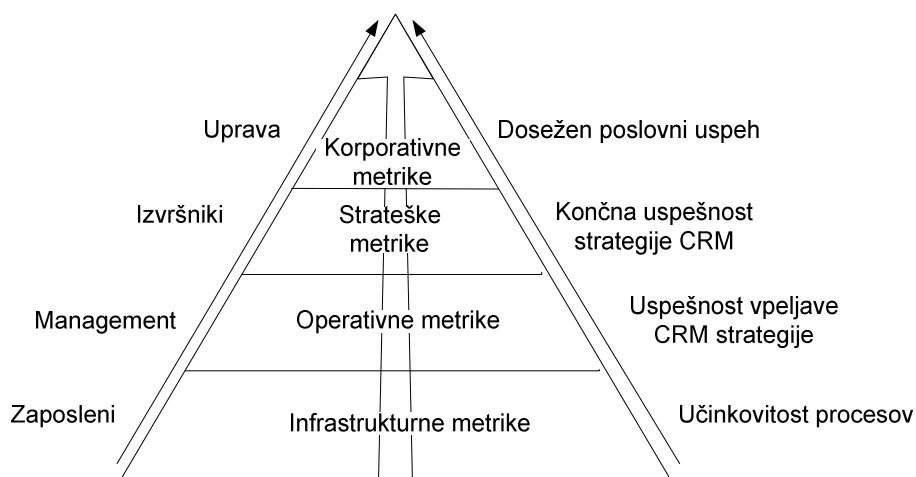 Uprava
Dosežen poslovni uspeh
Korporativne
metrike
Izvršniki
Strateške
metrike
Končna uspešnost
strategije CRM
Management
Operativne metrike
Uspešnost vpeljave
CRM strategije
Zaposleni
Infrastrukturne metrike
Učinkovitost procesov